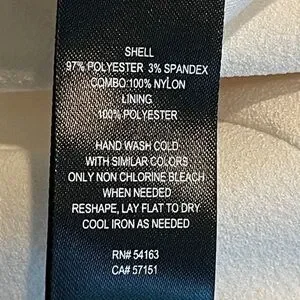 SHELL
97% POLYESTER 3% SPANDEX
COMBO:100% NYLON
LINING
100% POLYESTER
HAND WASH COLD
WITH SIMILAR COLORS
ONLY NON CHLORINE BLEACH
WHEN NEEDED
RESHAPE, LAY FLAT TO DRY
COOL IRON AS NEEDED
RN# 54163
CA# 57151